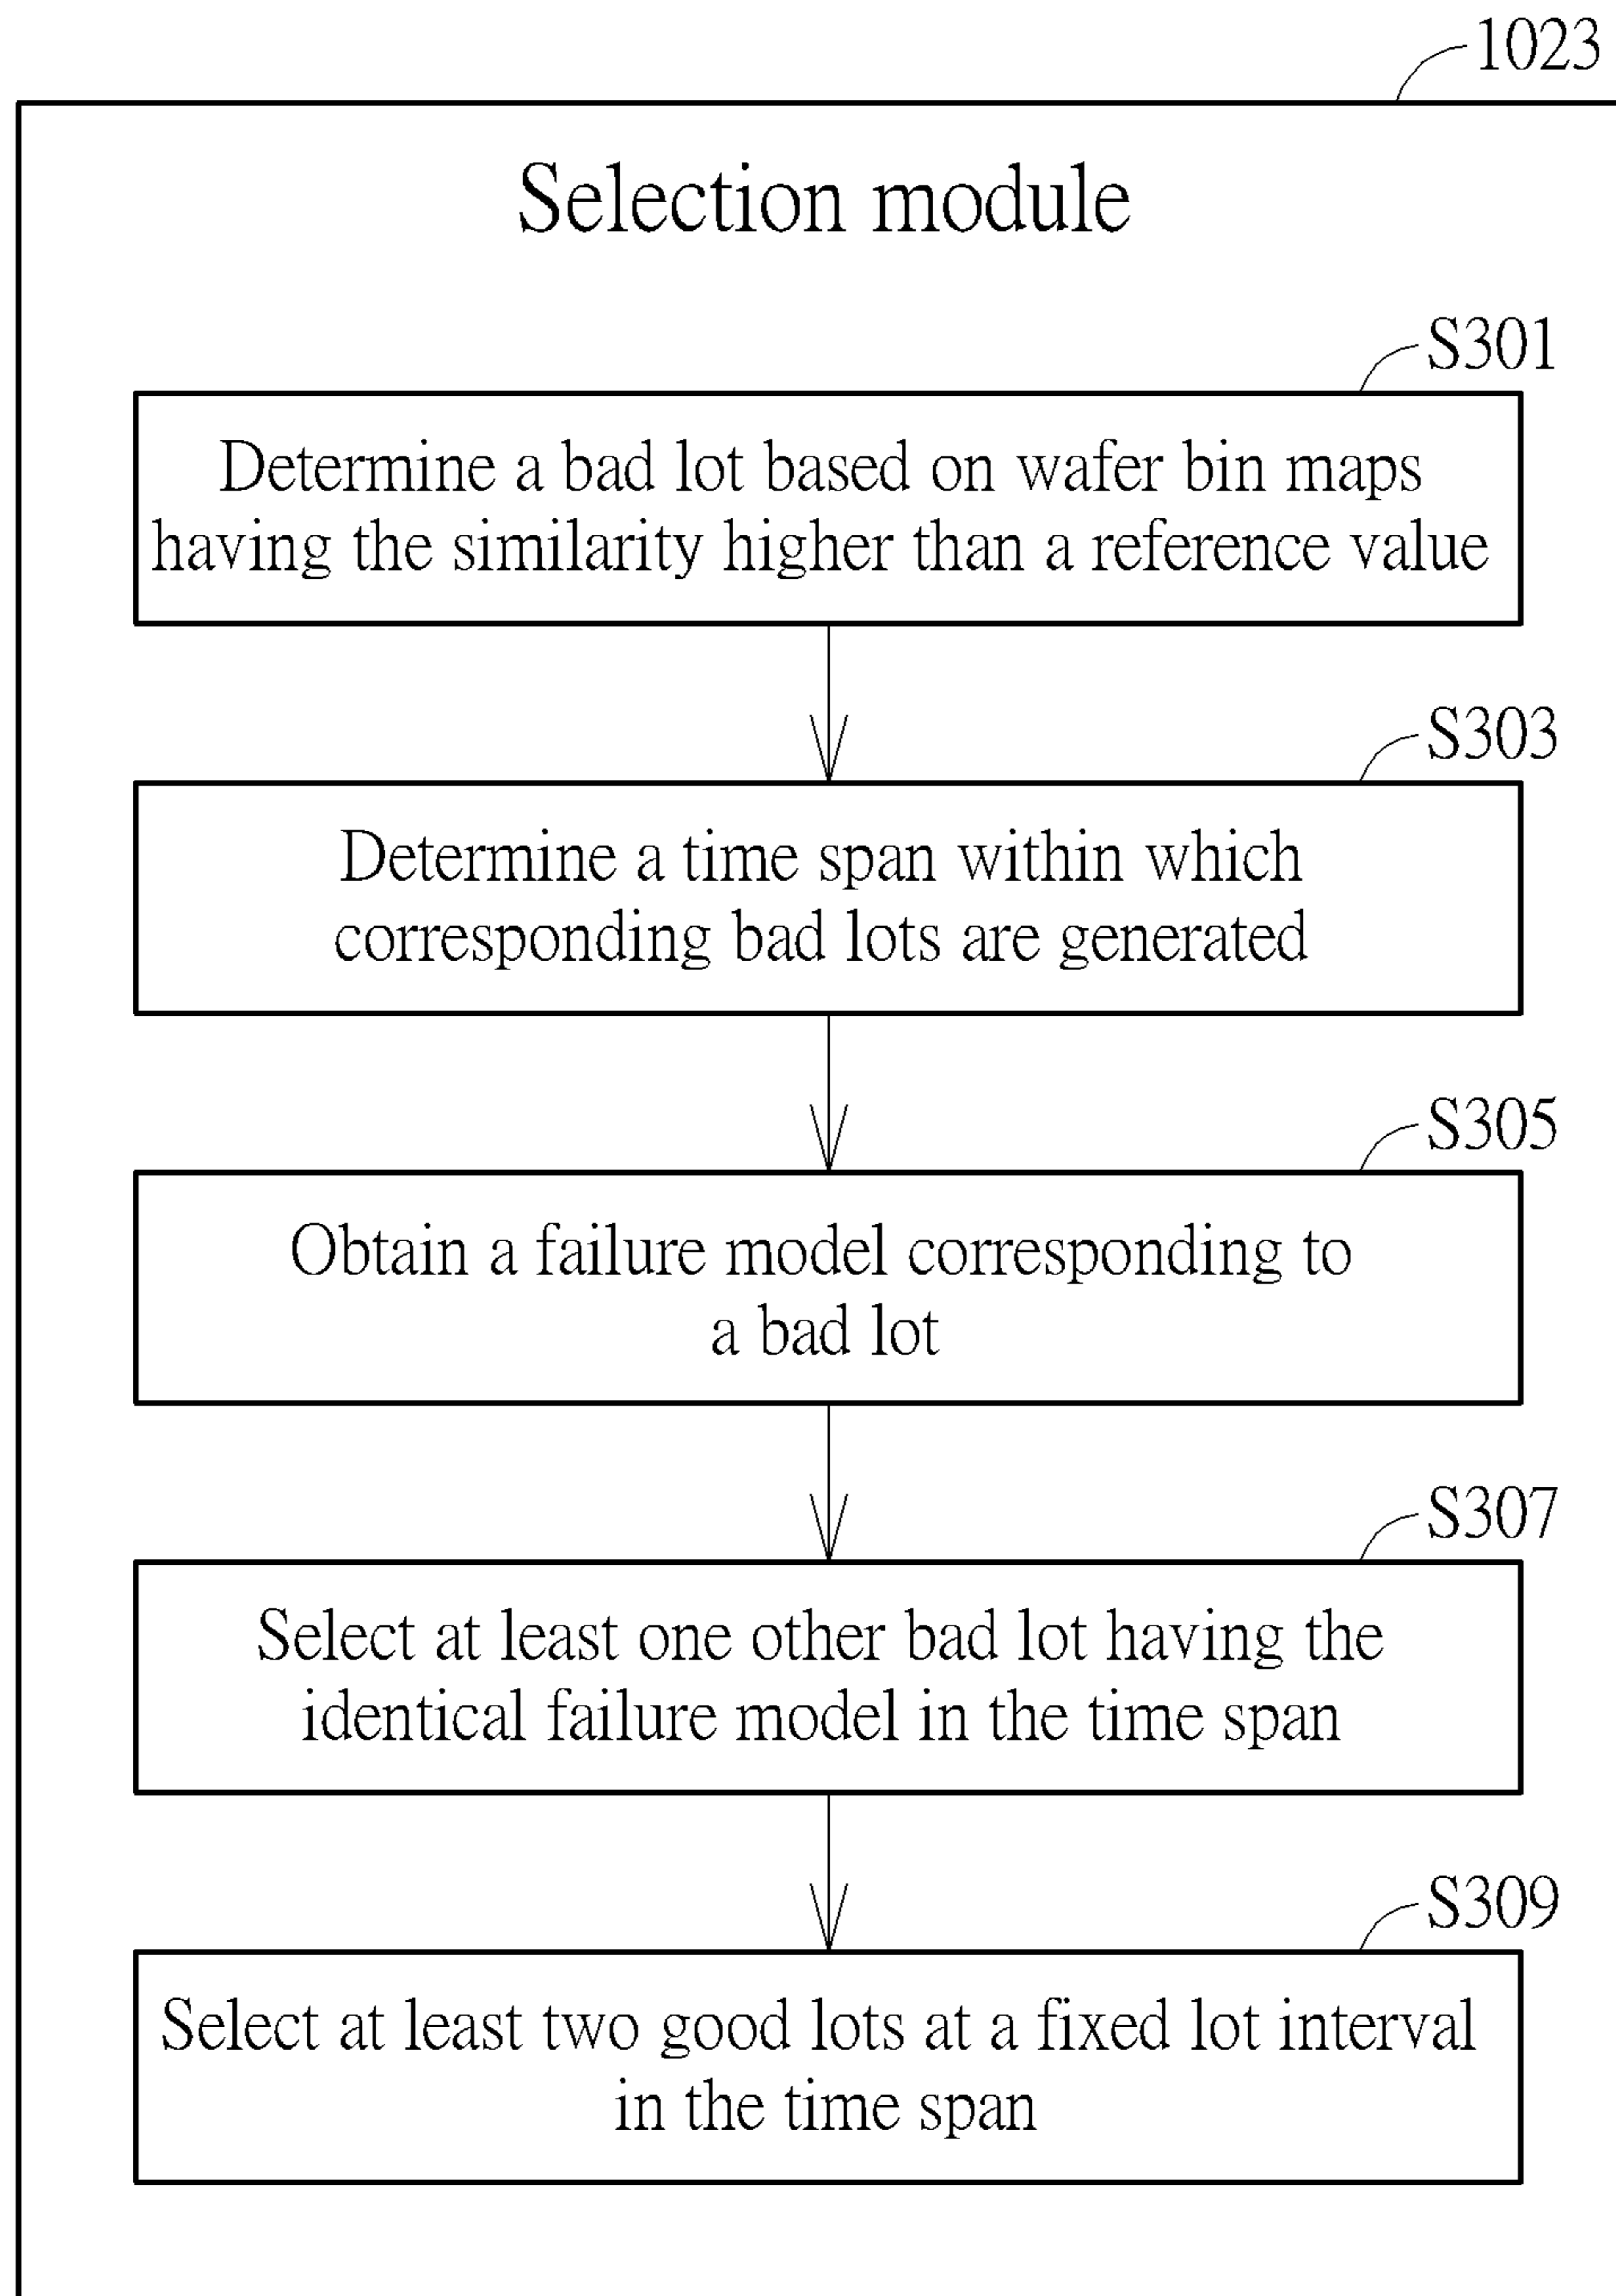 1023
Selection module
S301
Determine a bad lot based on wafer bin maps
having the similarity higher than a reference value
S303
Determine a time span within which
corresponding bad lots are generated
S305
Obtain a failure model corresponding to
a bad lot
S307
Select at least one other bad lot having the
identical failure model in the time span
S309
Select at least two good lots at a fixed lot interval
in the time span